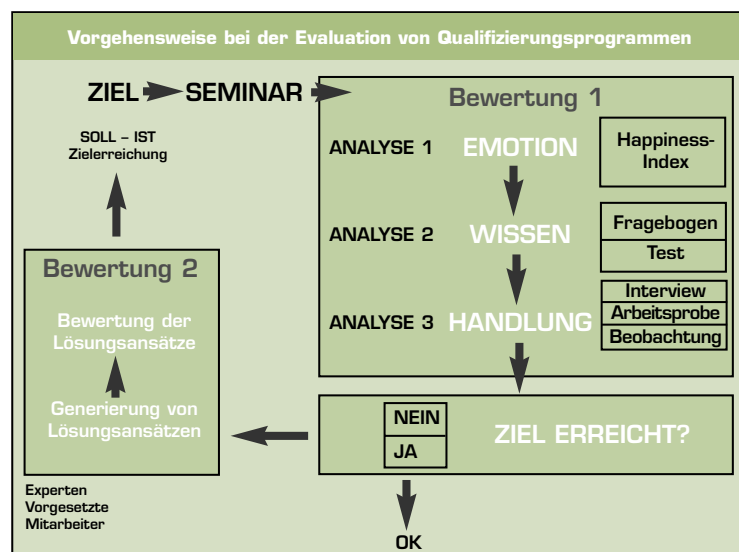 Vorgehensweise bei der Evaluation von Qualifizierungsprogrammen
ZIEL
SEMINAR
SOLL – IST
Zielerreichung
Bewertung 1
ANALYSE 1
EMOTION
Happiness-
Index
ANALYSE 2
WISSEN
Fragebogen
Test
ANALYSE 3
HANDLUNG
Interview
Arbeitsprobe
Beobachtung
Bewertung 2
Bewertung der
Lösungsansätze
Generierung von
Lösungsansätzen
Experten
Vorgesetzte
Mitarbeiter
NEIN
JA
ZIEL ERREICHT?
OK